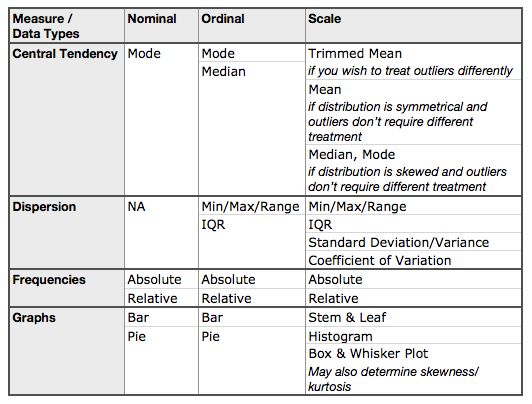 Measure / Data Types Nominal Ordinal Scale
Central Tendency Mode Mode Trimmed Mean
Median if you wish to treat outliers differently
Mean
if distribution is symmetrical and
outliers don't require different
treatment
Median, Mode
if distribution is skewed and outliers
don't require different treatment
Dispersion NA Min/Max/Range Min/Max/Range
IQR IQR
Standard Deviation/Variance
Coefficient of Variation
Frequencies Absolute Absolute Absolute
Relative Relative Relative
Graphs Bar Bar Stem & Leaf
Pie Pie Histogram
Box & Whisker Plot
May also determine skewness/
kurtosis